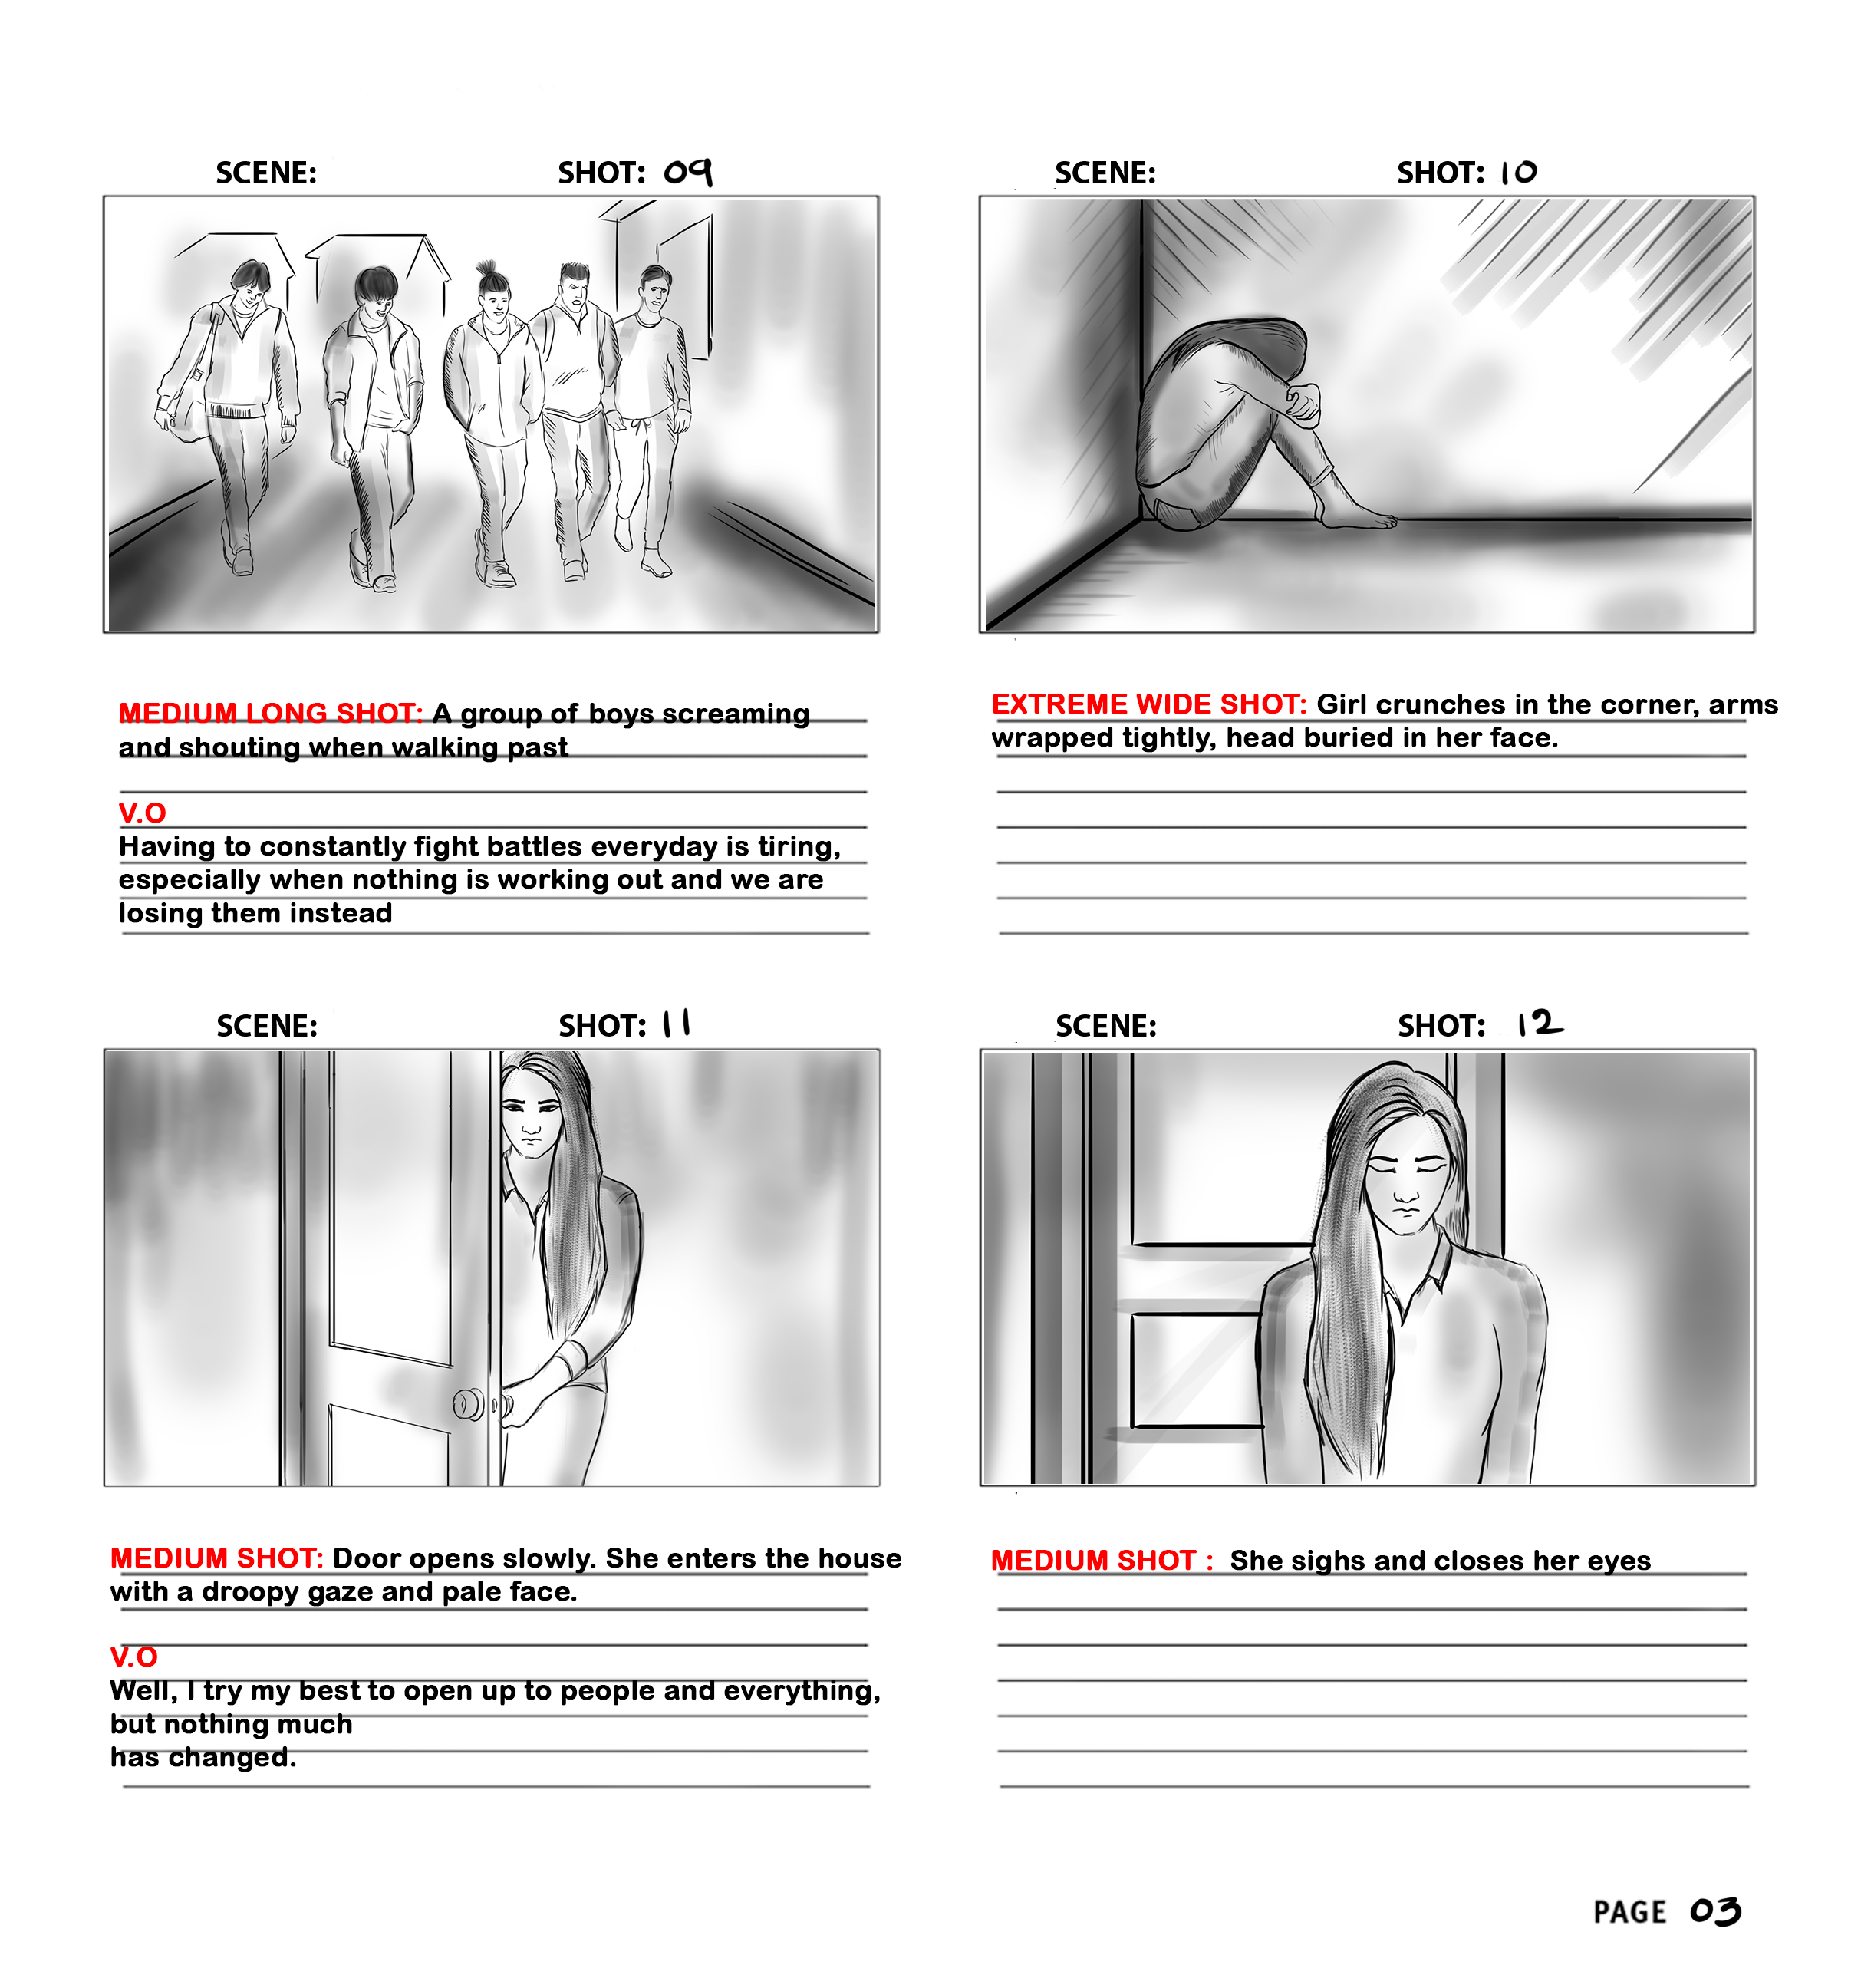 SCENE: SHOT: 09
MEDIUM LONG SHOT: A group of boys screaming
and shouting when walking past
V.O
Having to constantly fight battles everyday is tiring,
especially when nothing is working out and we are
losing them instead
SCENE: SHOT: 10
EXTREME WIDE SHOT: Girl crunches in the corner, arms
wrapped tightly, head buried in her face.
SCENE: SHOT: 11
MEDIUM SHOT: Door opens slowly. She enters the house
with a droopy gaze and pale face.
V.O
Well, I try my best to open up to people and everything,
but nothing much
has changed.
SCENE: SHOT: 12
MEDIUM SHOT : She sighs and closes her eyes
PAGE 03